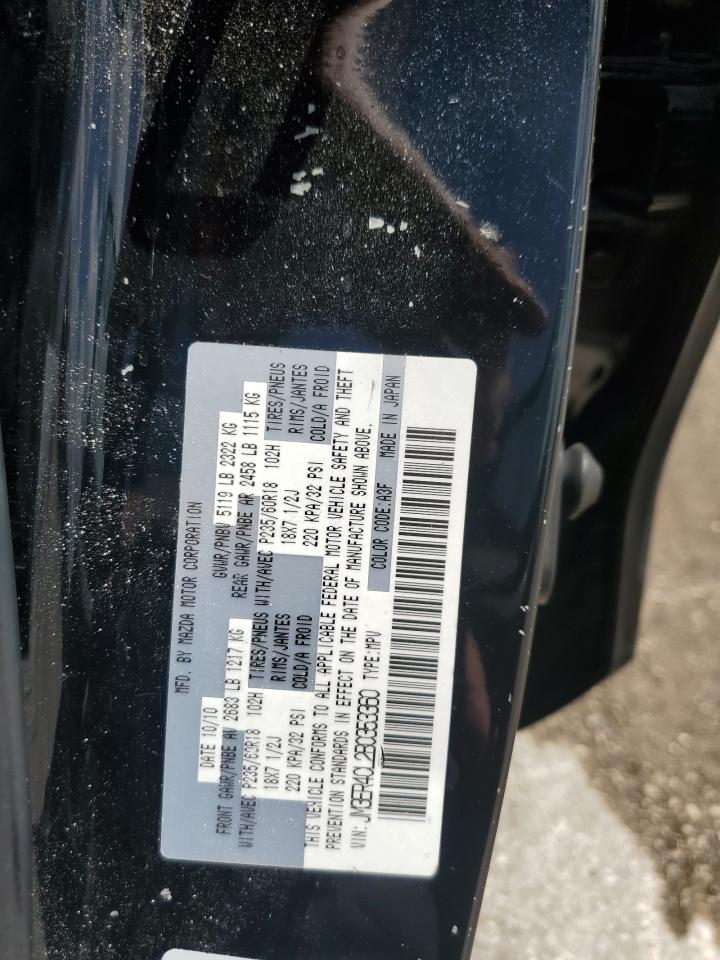 MFD. BY MAZDA MOTOR CORPORATION
DATE 10/10 GVWR/PNBV 5119 LB 2322 KG
FRONT GAWR/PNBE AV 2683 LB 1217 KG REAR GAWR/PNBE AR 2458 LB 1115 KG
WITH/AVEC P235/60R18 102H TIRES/PNEUS WITH/AVEC P235/60R18 102H TIRES/PNEUS
18X7 1/2J RIMS/JANTES 18X7 1/2J RIMS/JANTES
220 KPA/32 PSI COLD/A FROID 220 KPA/32 PSI COLD/A FROID
THIS VEHICLE CONFORMS TO ALL APPLICABLE FEDERAL MOTOR VEHICLE SAFETY AND THEFT
PREVENTION STANDARDS IN EFFECT ON THE DATE OF MANUFACTURE SHOWN ABOVE.
VIN: JM3ER4CL2B0353360 TYPE:MPV COLOR CODE:A3F MADE IN JAPAN